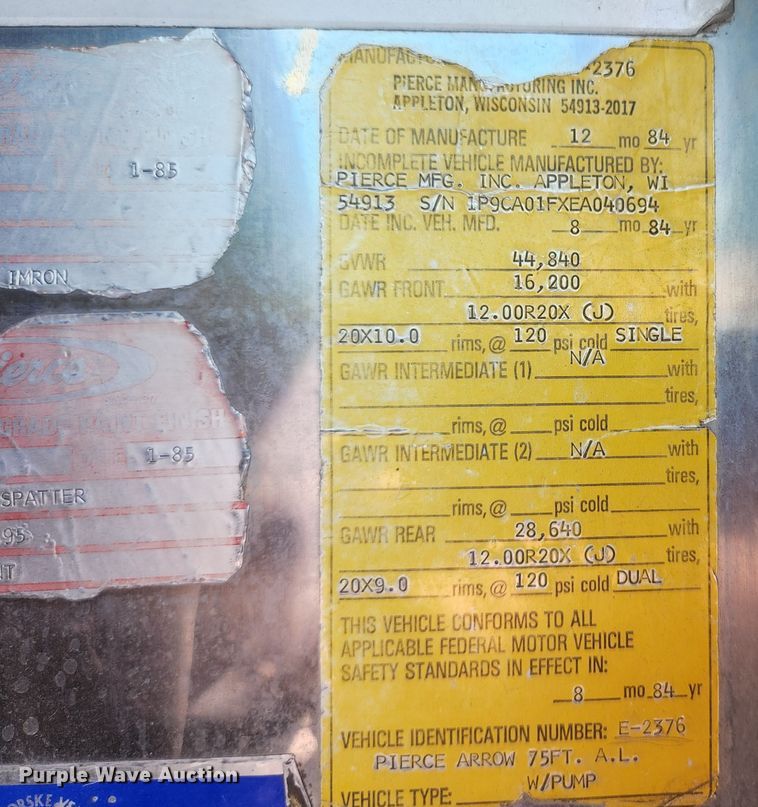 1-85
IMRON
1-85
SPATTER
95
-2376
PIERCE MANUFACTURING INC.
APPLETON, WISCONSIN 54913-2017
DATE OF MANUFACTURE 12 mo 84 yr
INCOMPLETE VEHICLE MANUFACTURED BY:
PIERCE MFG. INC. APPLETON, WI
54913 S/N 1P9CA01FXEA040694
DATE INC. VEH. MFD. 8 mo 84 yr
GVWR 44,840
GAWR FRONT 16,200 with
12.00R20X (J) tires,
20X10.0 rims, @ 120 psi cold SINGLE
GAWR INTERMEDIATE (1) N/A with
tires,
rims, @ psi cold
GAWR INTERMEDIATE (2) N/A with
tires,
rims, @ psi cold
GAWR REAR 28,640 with
12.00R20X (J) tires,
20X9.0 rims, @ 120 psi cold DUAL
THIS VEHICLE CONFORMS TO ALL
APPLICABLE FEDERAL MOTOR VEHICLE
SAFETY STANDARDS IN EFFECT IN:
8 mo 84 yr
VEHICLE IDENTIFICATION NUMBER: E-2376
PIERCE ARROW 75FT. A.L.
W/PUMP
VEHICLE TYPE:
Purple Wave Auction